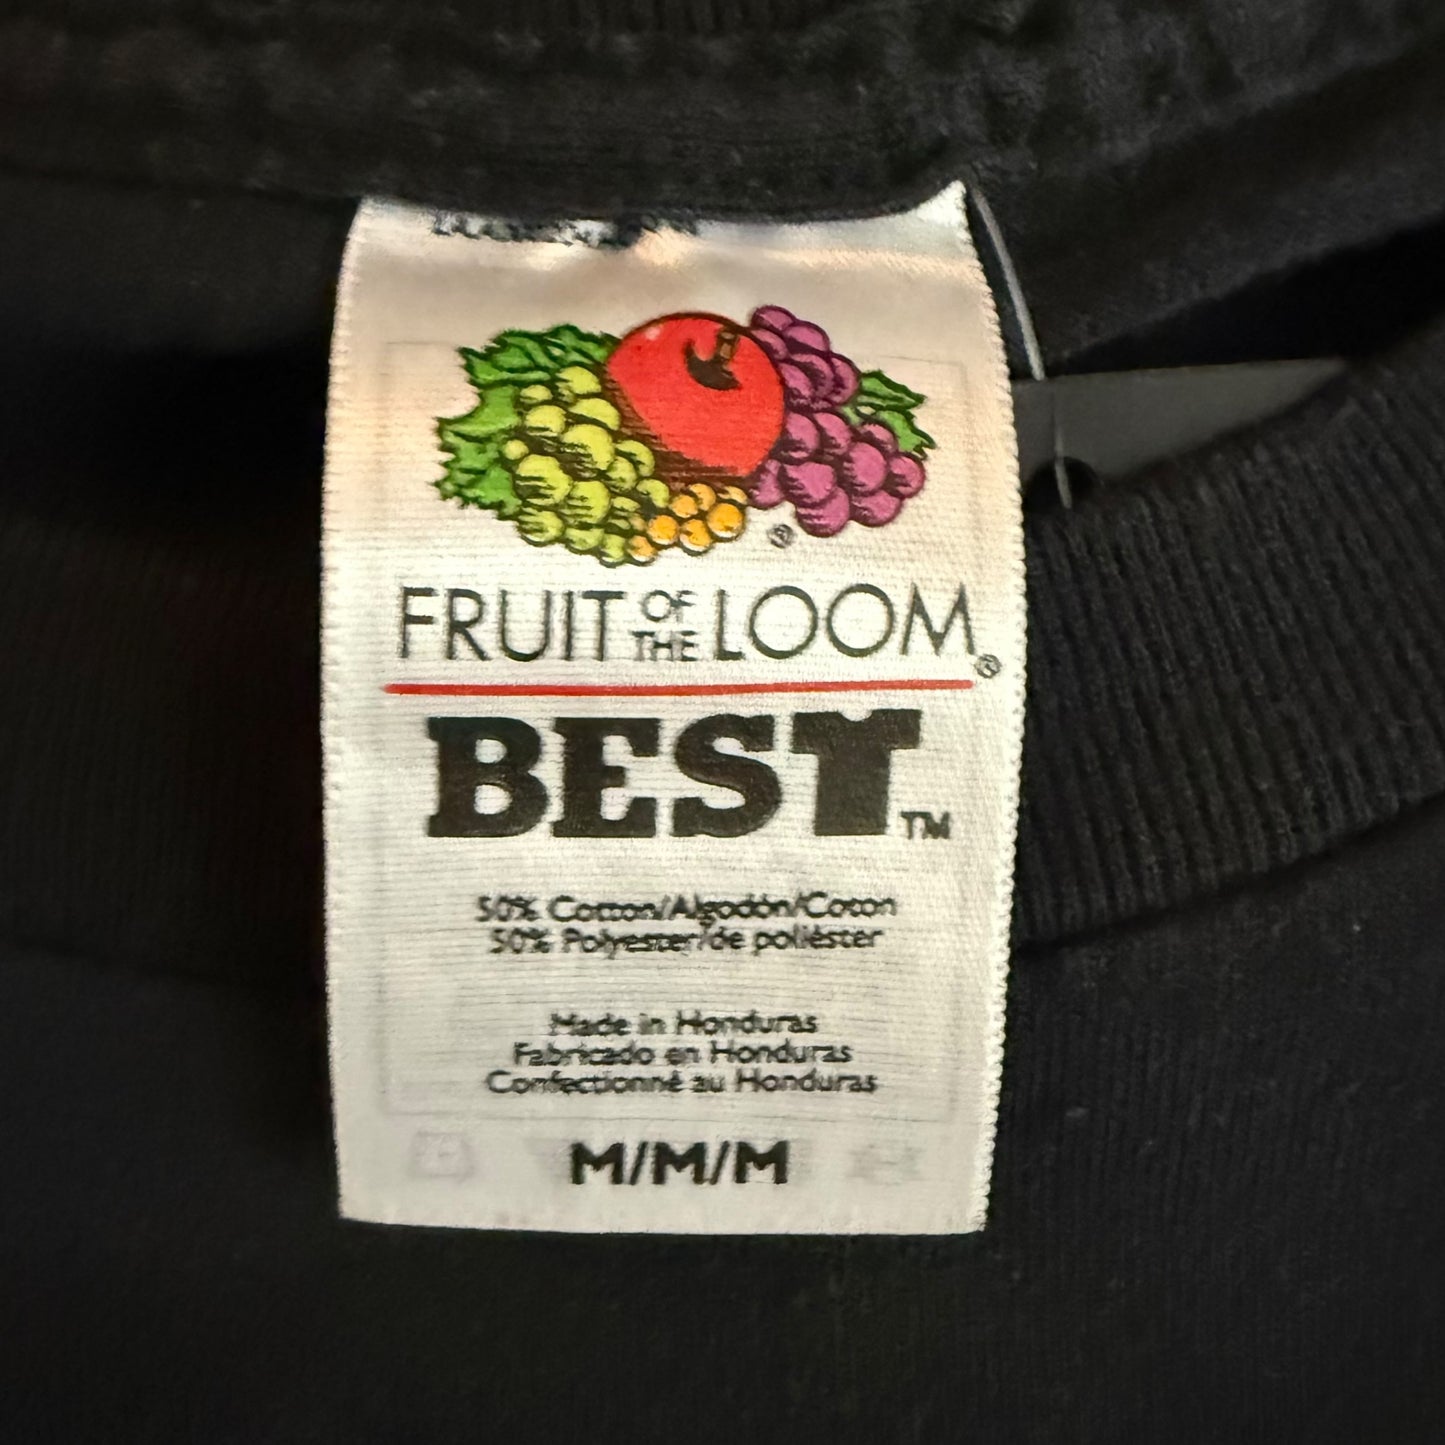 ®
FRUIT OF THE LOOM®
BEST™
50% Cotton/Algodón/Coton
50% Polyester/de poliéster
Made in Honduras
Fabricado en Honduras
Confectionné au Honduras
M/M/M